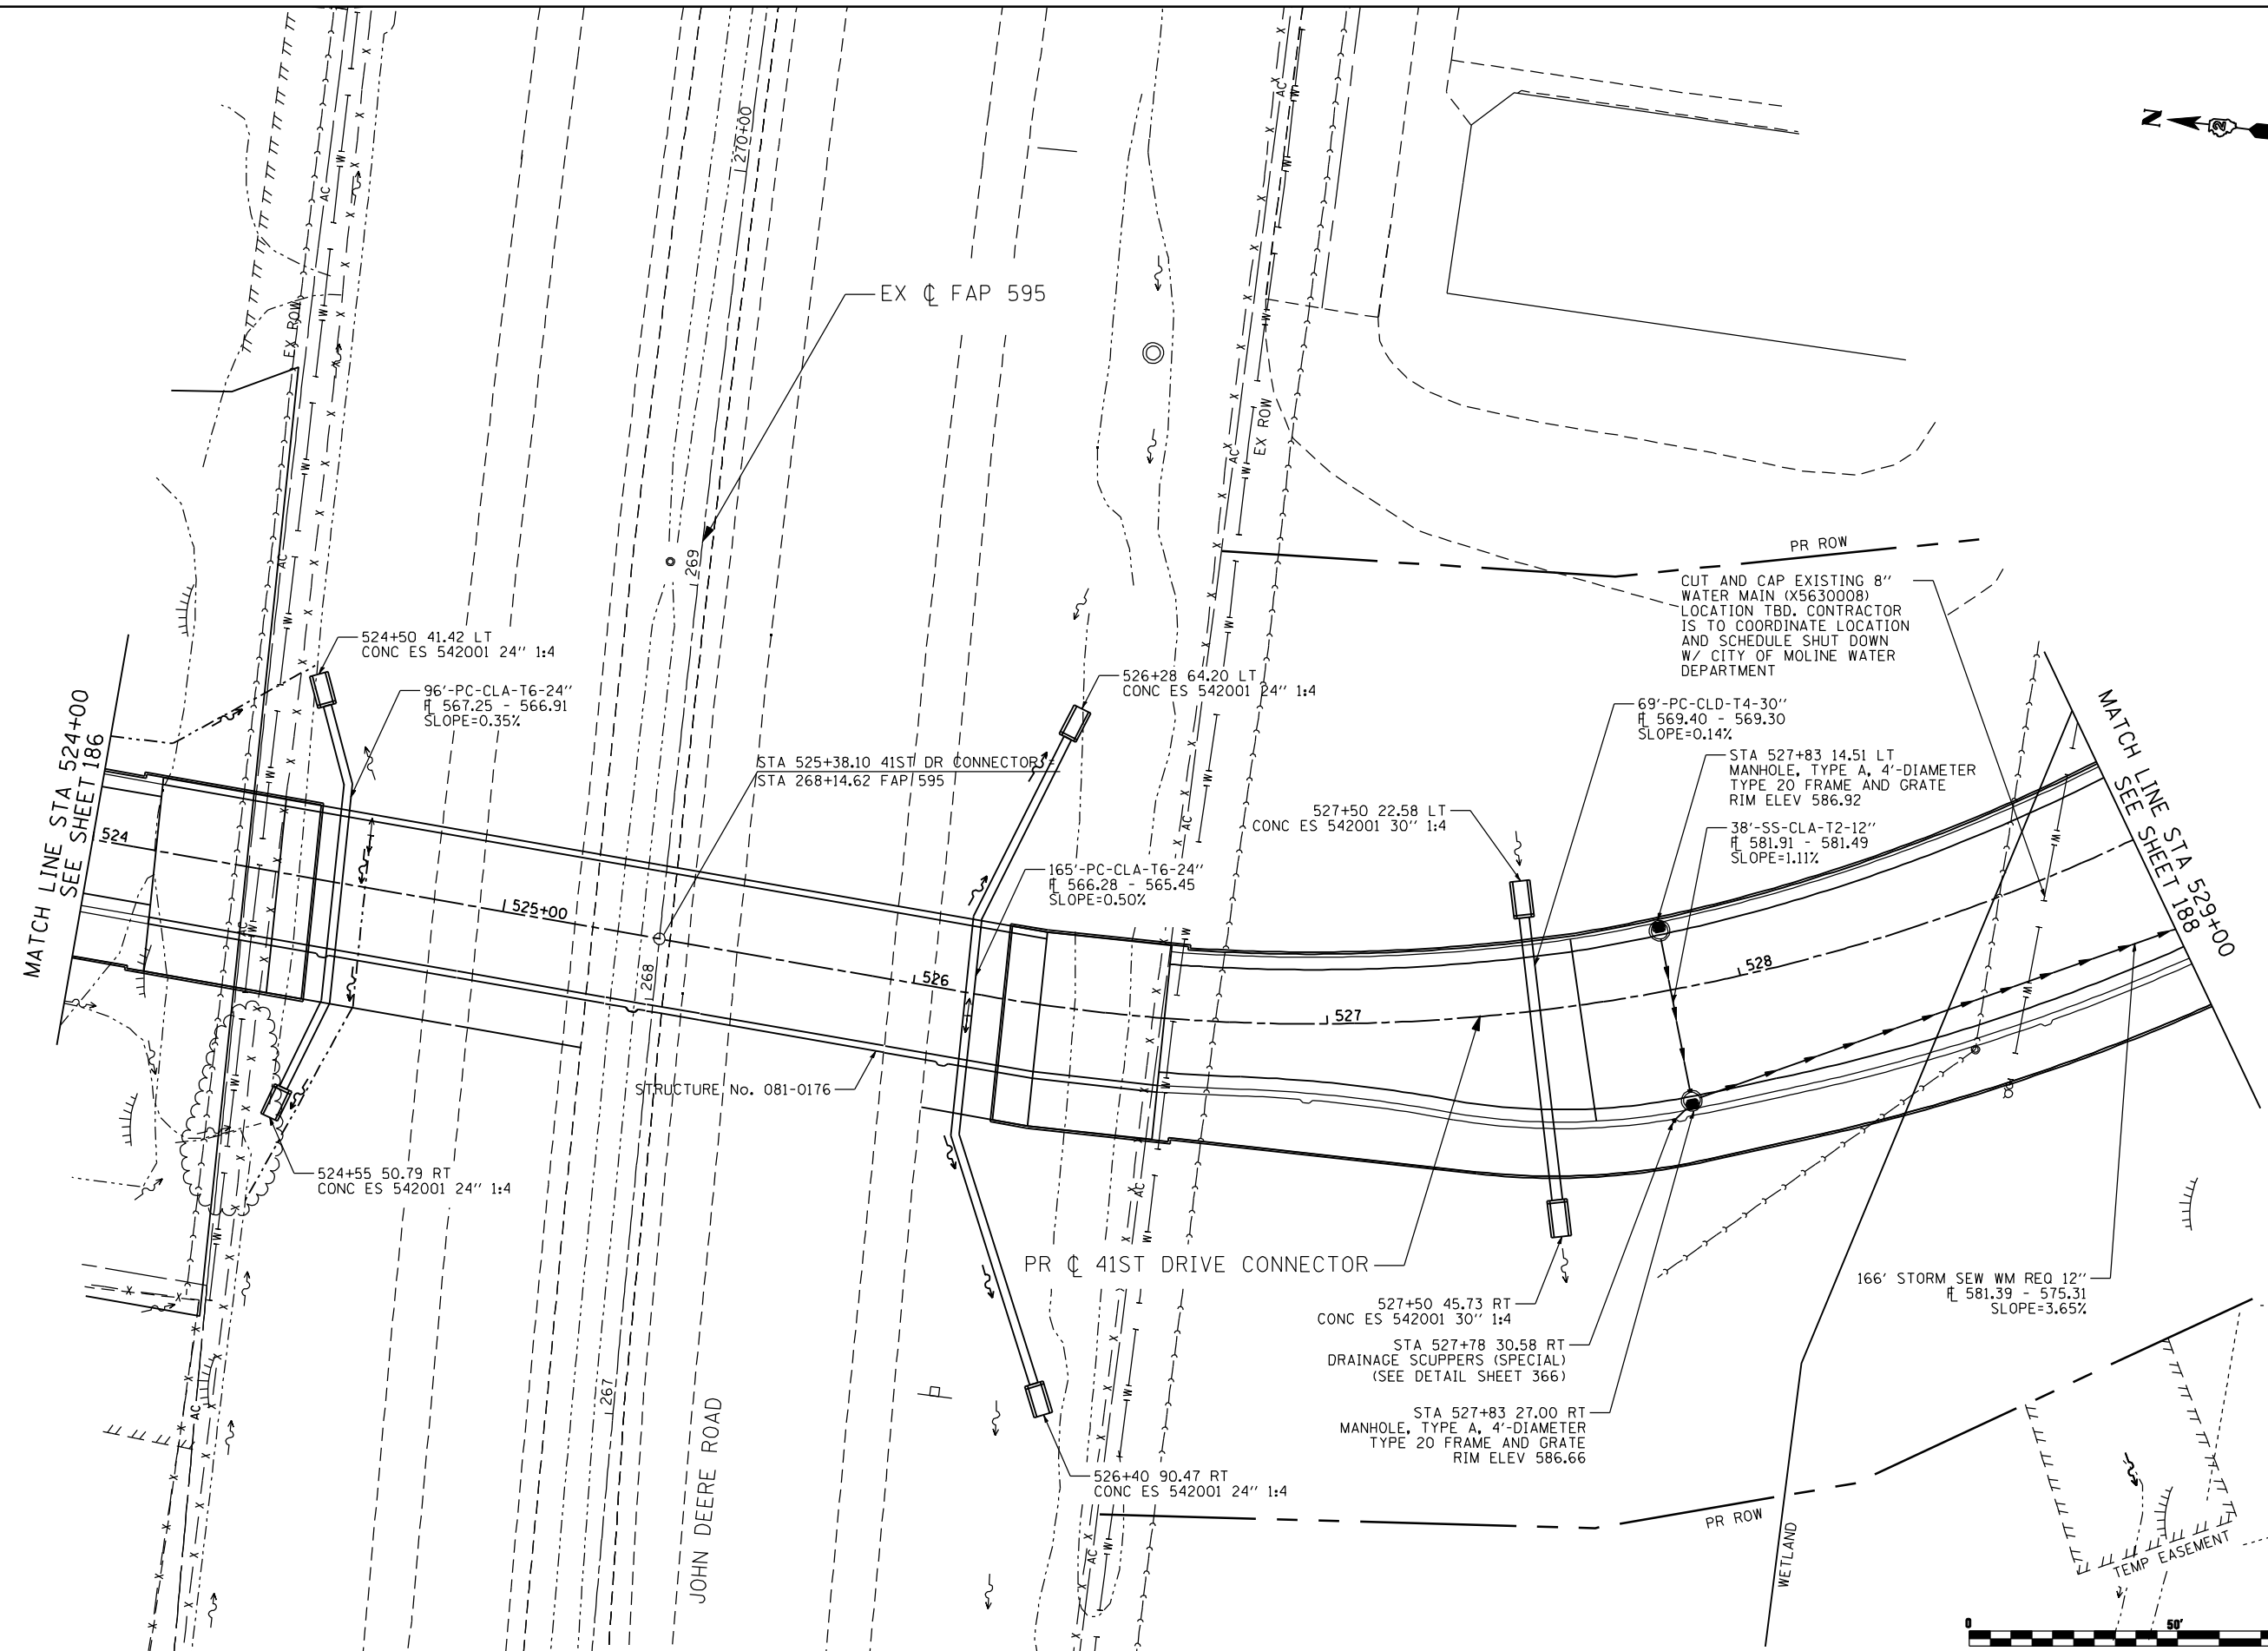 N
2
270+00
AC
W
X
EX ROW
EX ℄ FAP 595
EX ROW
AC
PR ROW
CUT AND CAP EXISTING 8''
WATER MAIN (X5630008)
LOCATION TBD. CONTRACTOR
IS TO COORDINATE LOCATION
AND SCHEDULE SHUT DOWN
W/ CITY OF MOLINE WATER
DEPARTMENT
269
524+50 41.42 LT
CONC ES 542001 24'' 1:4
96'-PC-CLA-T6-24''
FL 567.25 - 566.91
SLOPE=0.35%
526+28 64.20 LT
CONC ES 542001 24'' 1:4
69'-PC-CLD-T4-30''
FL 569.40 - 569.30
SLOPE=0.14%
MATCH LINE STA 524+00
SEE SHEET 186
MATCH LINE STA 529+00
SEE SHEET 188
STA 525+38.10 41ST DR CONNECTOR =
STA 268+14.62 FAP 595
STA 527+83 14.51 LT
MANHOLE, TYPE A, 4'-DIAMETER
TYPE 20 FRAME AND GRATE
RIM ELEV 586.92
527+50 22.58 LT
CONC ES 542001 30'' 1:4
38'-SS-CLA-T2-12''
FL 581.91 - 581.49
SLOPE=1.11%
165'-PC-CLA-T6-24''
FL 566.28 - 565.45
SLOPE=0.50%
524
525+00
526
527
528
268
STRUCTURE No. 081-0176
524+55 50.79 RT
CONC ES 542001 24'' 1:4
PR ℄ 41ST DRIVE CONNECTOR
166' STORM SEW WM REQ 12''
FL 581.39 - 575.31
SLOPE=3.65%
527+50 45.73 RT
CONC ES 542001 30'' 1:4
STA 527+78 30.58 RT
DRAINAGE SCUPPERS (SPECIAL)
(SEE DETAIL SHEET 366)
267
JOHN DEERE ROAD
STA 527+83 27.00 RT
MANHOLE, TYPE A, 4'-DIAMETER
TYPE 20 FRAME AND GRATE
RIM ELEV 586.66
526+40 90.47 RT
CONC ES 542001 24'' 1:4
PR ROW
WETLAND
TEMP EASEMENT
0 50'